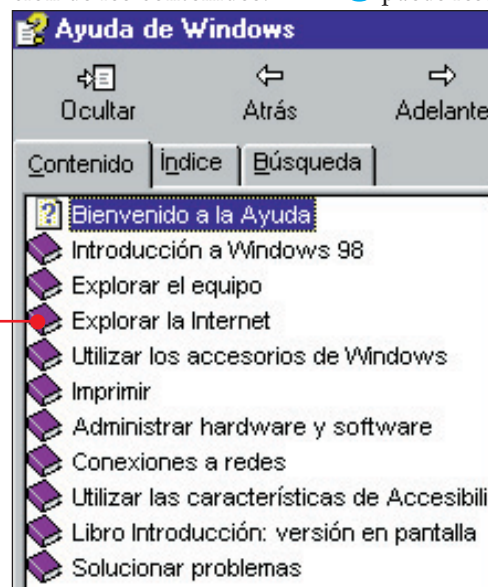 Ayuda de Windows
Ocultar Atrás Adelante
Contenido Índice Búsqueda
Bienvenido a la Ayuda
Introducción a Windows 98
Explorar el equipo
Explorar la Internet
Utilizar los accesorios de Windows
Imprimir
Administrar hardware y software
Conexiones a redes
Utilizar las características de Accesibili
Libro Introducción: versión en pantalla
Solucionar problemas